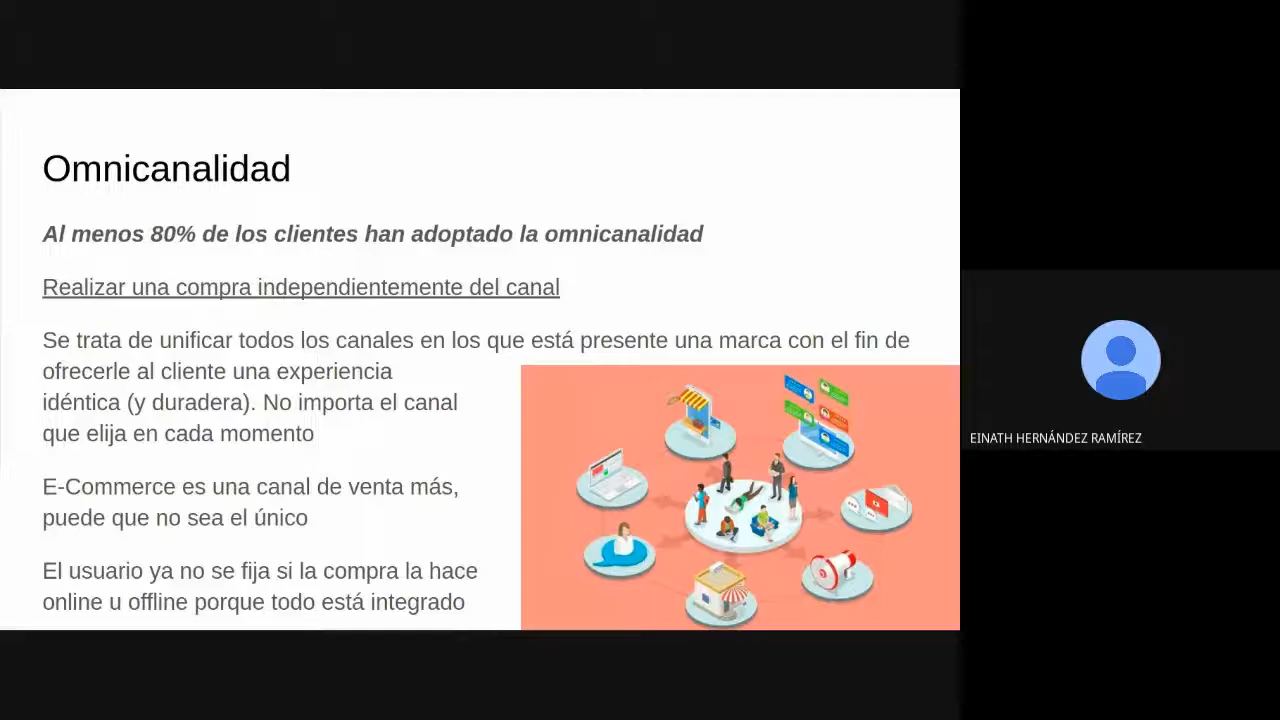 Omnicanalidad
Al menos 80% de los clientes han adoptado la omnicanalidad
Realizar una compra independientemente del canal
Se trata de unificar todos los canales en los que está presente una marca con el fin de
ofrecerle al cliente una experiencia
idéntica (y duradera). No importa el canal
que elija en cada momento
E-Commerce es una canal de venta más,
puede que no sea el único
El usuario ya no se fija si la compra la hace
online u offline porque todo está integrado
EINATH HERNÁNDEZ RAMÍREZ